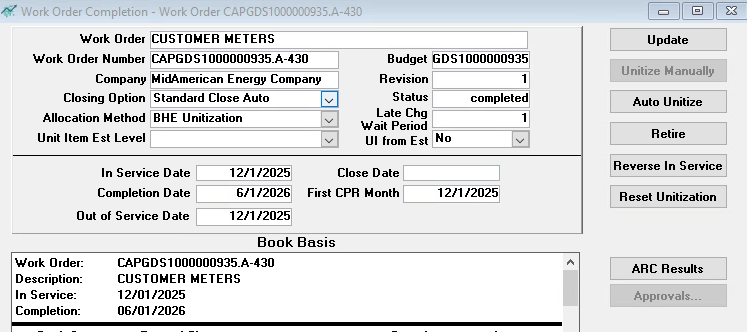 Work Order Completion - Work Order CAPGDS1000000935.A-430
Work Order CUSTOMER METERS
Update
Work Order Number CAPGDS1000000935.A-430 Budget GDS1000000935
Unitize Manually
Company MidAmerican Energy Company Revision 1
Closing Option Standard Close Auto Status completed
Auto Unitize
Allocation Method BHE Unitization Late Chg Wait Period 1
Retire
Unit Item Est Level UI from Est No
Reverse In Service
In Service Date 12/1/2025 Close Date
Completion Date 6/1/2026 First CPR Month 12/1/2025
Reset Unitization
Out of Service Date 12/1/2025
Book Basis
Work Order: CAPGDS1000000935.A-430
ARC Results
Description: CUSTOMER METERS
In Service: 12/01/2025
Approvals...
Completion: 06/01/2026